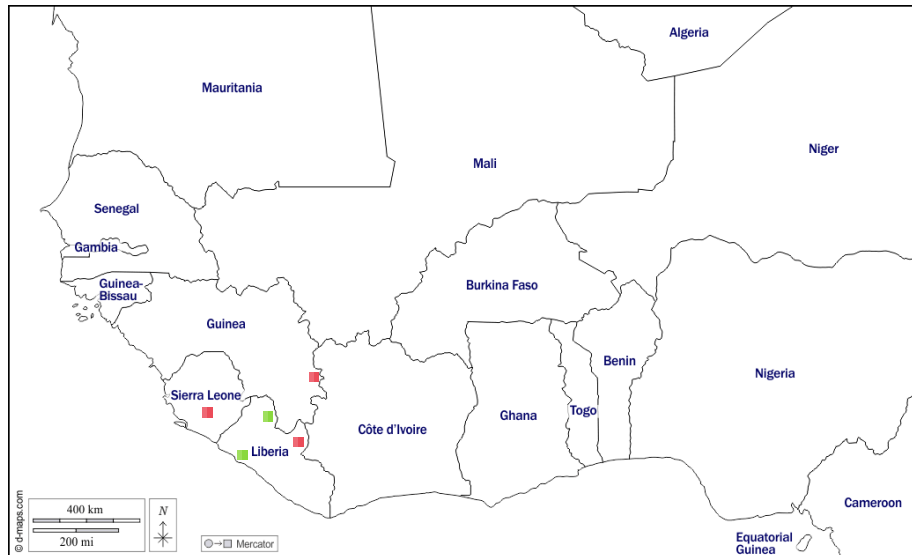 Algeria
Mauritania
Niger
Mali
Senegal
Gambia
Guinea-
Bissau
Burkina Faso
Guinea
Benin
Nigeria
Sierra Leone
Togo
Ghana
Côte d'Ivoire
Liberia
Cameroon
Equatorial
Guinea
© d-maps.com
400 km
200 mi
N
Mercator